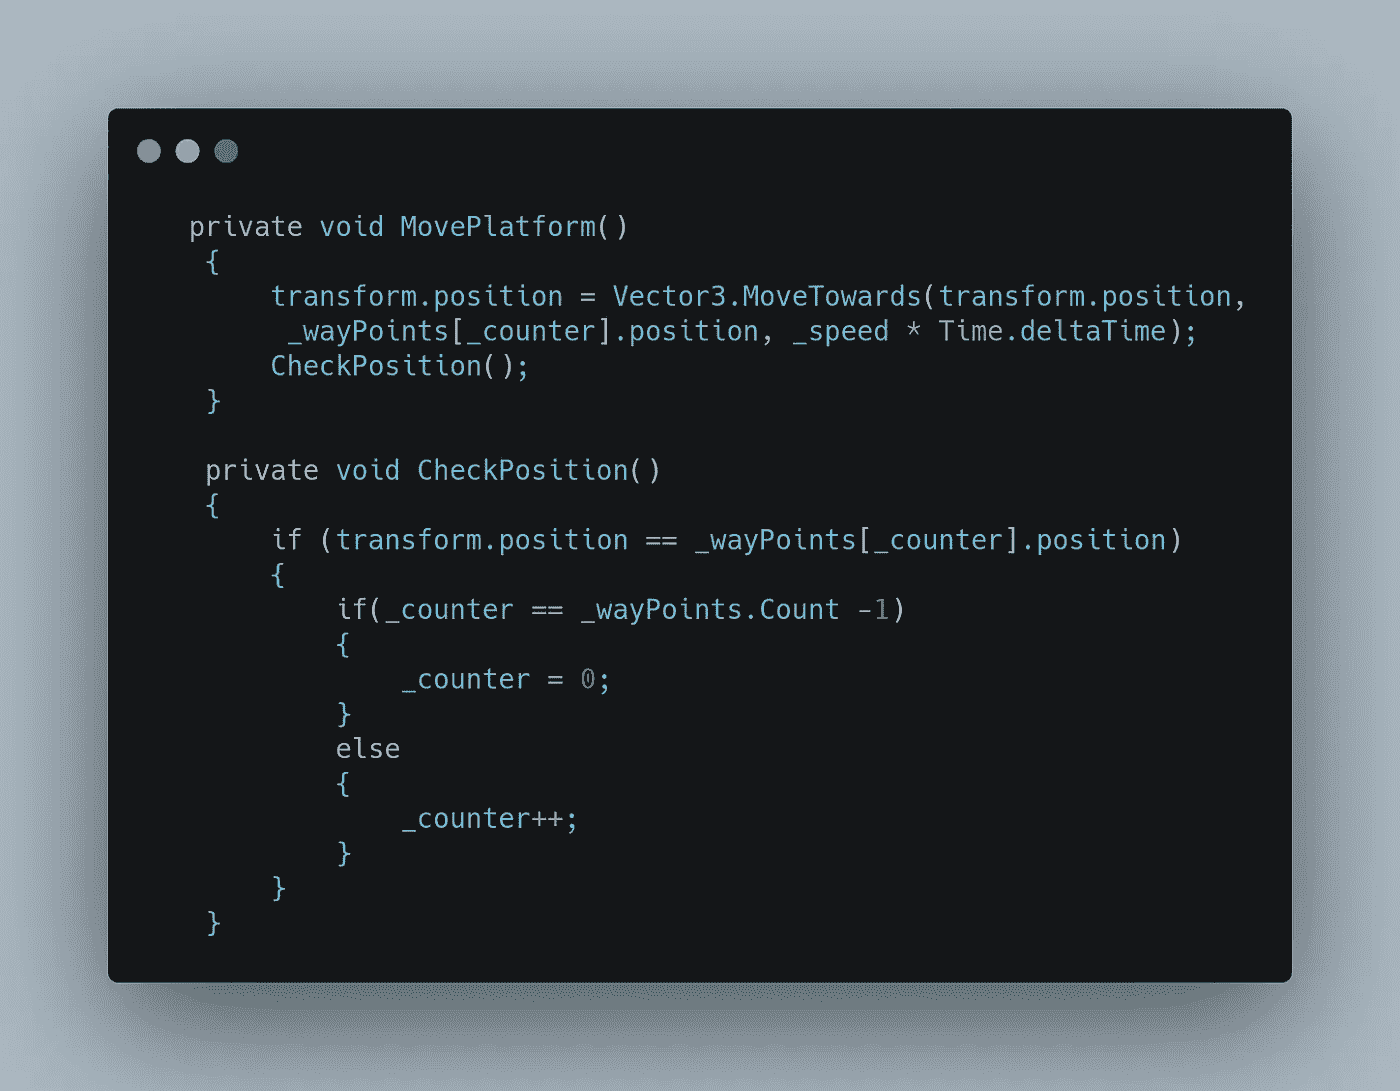 private void MovePlatform()
{
transform.position = Vector3.MoveTowards(transform.position,
_wayPoints[_counter].position, _speed * Time.deltaTime);
CheckPosition();
}
private void CheckPosition()
{
if (transform.position == _wayPoints[_counter].position)
{
if(_counter == _wayPoints.Count -1)
{
_counter = 0;
}
else
{
_counter++;
}
}
}